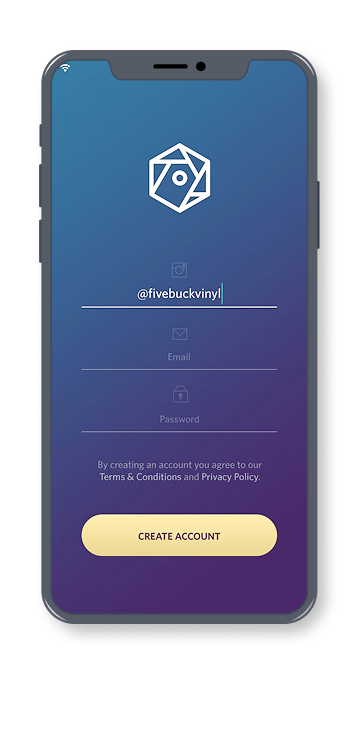 @fivebuckvinyl
Email
Password
By creating an account you agree to our
Terms & Conditions and Privacy Policy.
CREATE ACCOUNT